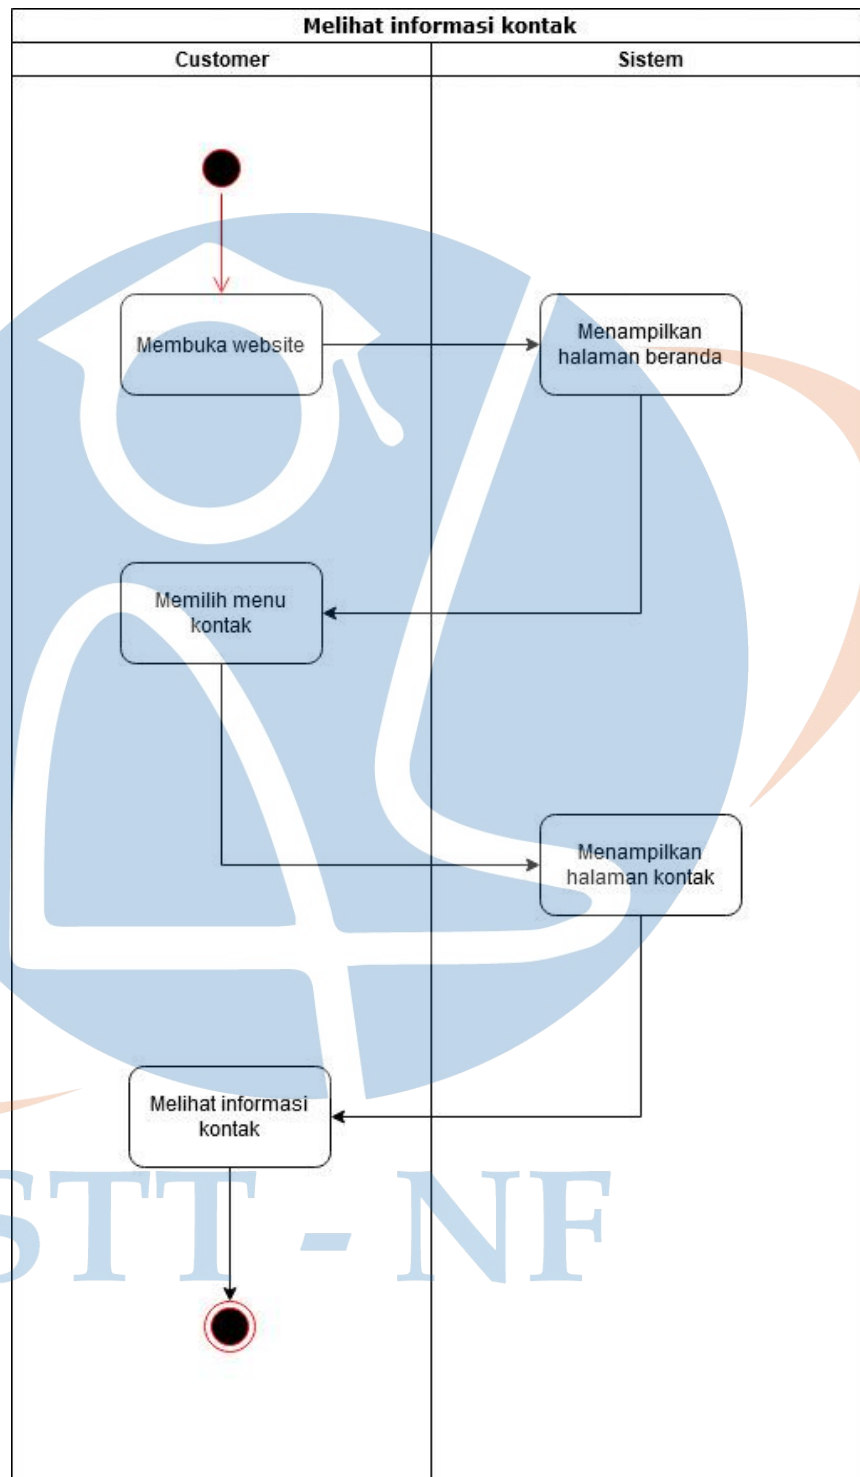 Melihat informasi kontak
Customer
Sistem
Membuka website
Menampilkan
halaman beranda
Memilih menu
kontak
Menampilkan
halaman kontak
Melihat informasi
kontak
STT - NF